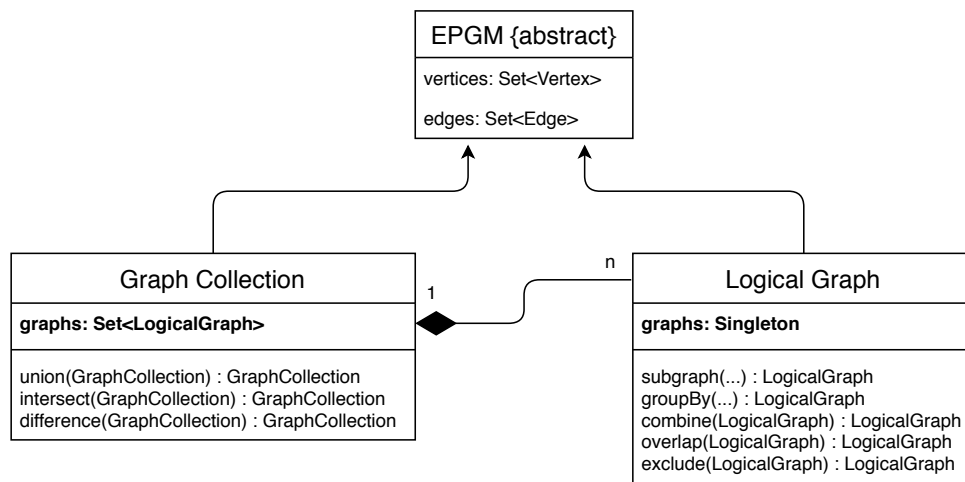 EPGM {abstract}
vertices: Set<Vertex>
edges: Set<Edge>
Graph Collection
graphs: Set<LogicalGraph>
union(GraphCollection) : GraphCollection
intersect(GraphCollection) : GraphCollection
difference(GraphCollection) : GraphCollection
1
n
Logical Graph
graphs: Singleton
subgraph(...) : LogicalGraph
groupBy(...) : LogicalGraph
combine(LogicalGraph) : LogicalGraph
overlap(LogicalGraph) : LogicalGraph
exclude(LogicalGraph) : LogicalGraph